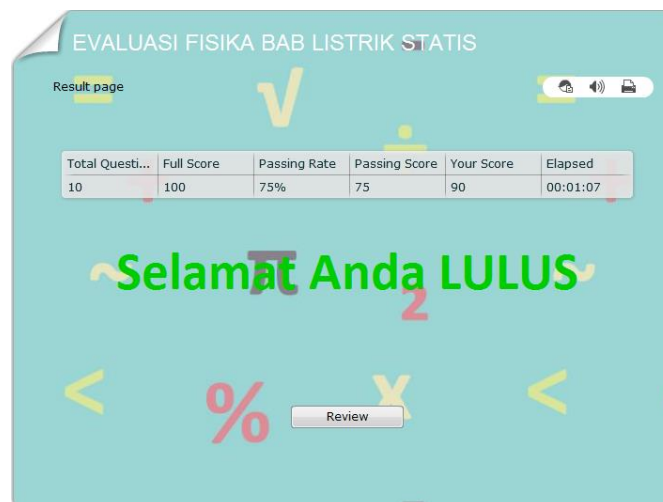 EVALUASI FISIKA BAB LISTRIK STATIS
Result page
Total Questi... Full Score Passing Rate Passing Score Your Score Elapsed
10 100 75% 75 90 00:01:07
Selamat Anda LULUS
Review